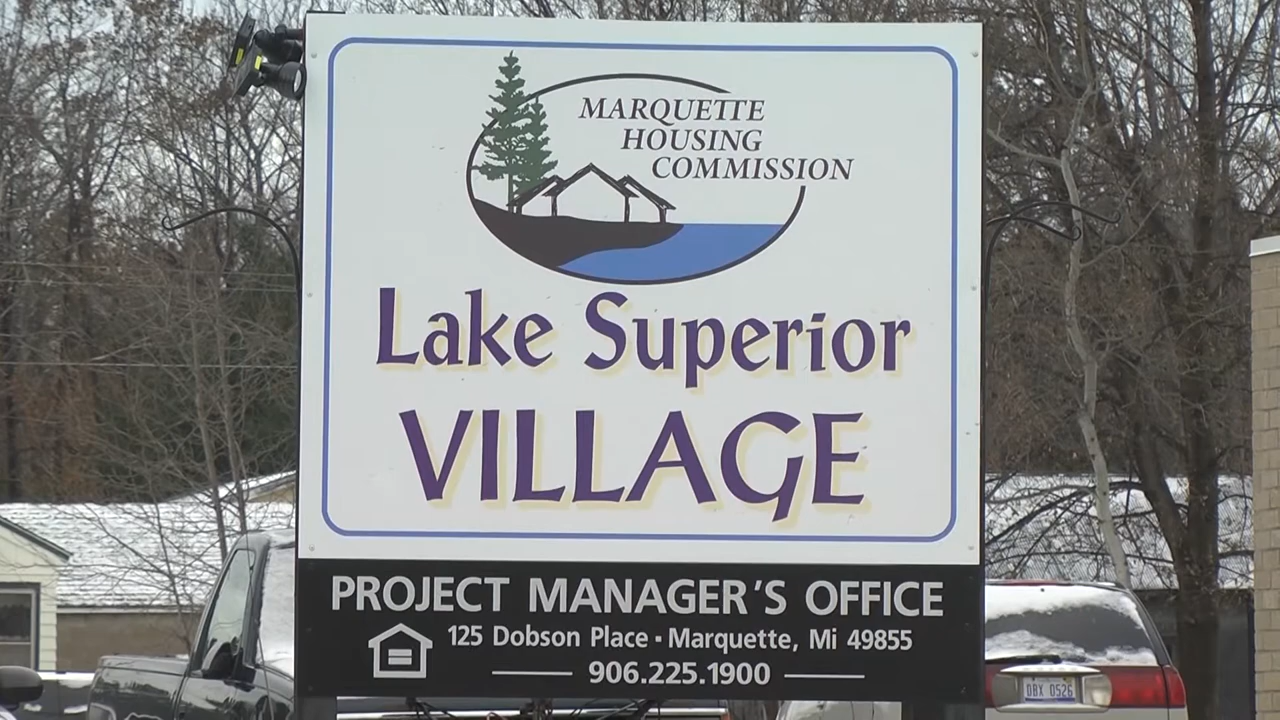 MARQUETTE
HOUSING
COMMISSION
Lake Superior
VILLAGE
PROJECT MANAGER'S OFFICE
125 Dobson Place · Marquette, Mi 49855
906.225.1900
DBX 0526